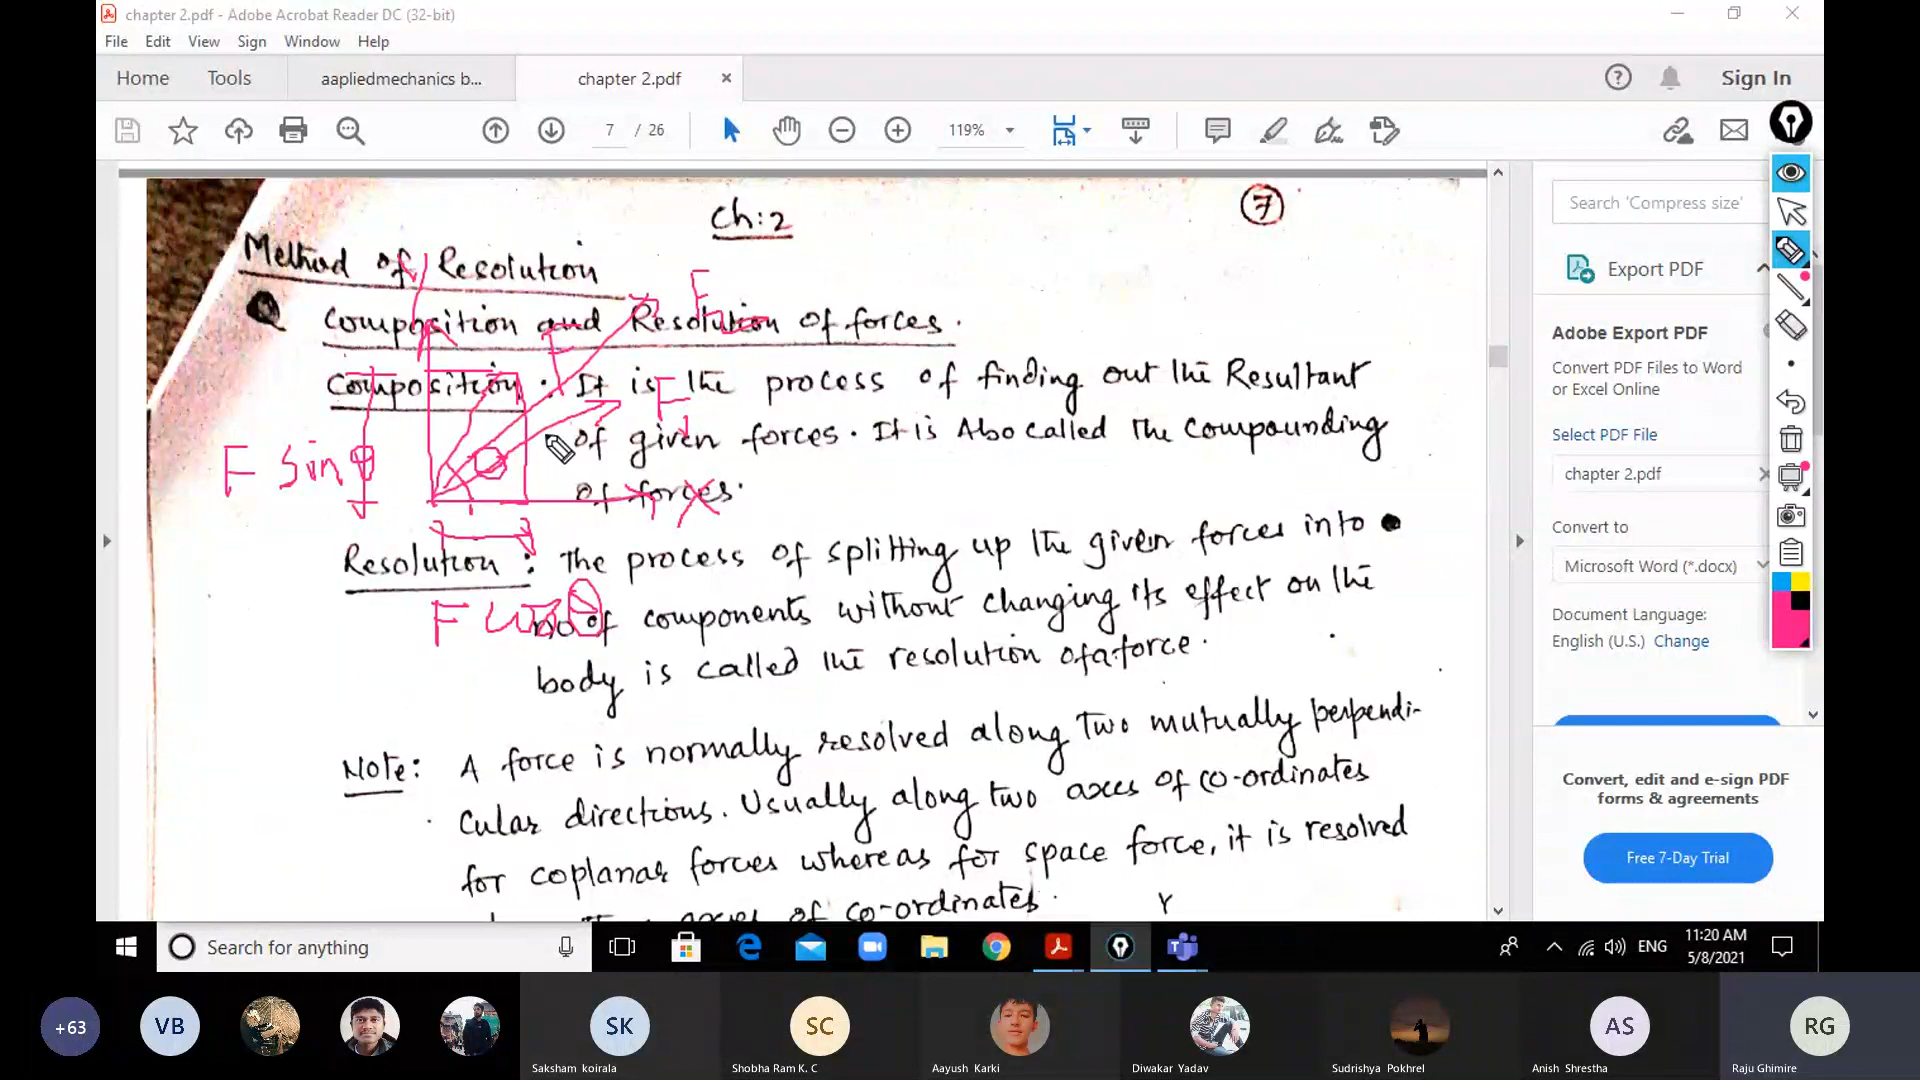 chapter 2.pdf - Adobe Acrobat Reader DC (32-bit)
File Edit View Sign Window Help
Home Tools aapliedmechanics b... chapter 2.pdf Sign In
7 / 26 119%
Ch:2
7
Method of Resolution
Composition and Resolution of forces.
Composition : It is the process of finding out the Resultant
of given forces. It is Also called the compounding
of forces.
Resolution : The process of splitting up the given forces into
no of components without changing its effect on the
body is called the resolution of a force.
Note: A force is normally resolved along two mutually perpendi-
cular directions. Usually along two axes of co-ordinates
for coplanar forces whereas for space force, it is resolved
axes of co-ordinates.
Y
F
F
F
X
F Sin θ
F cos θ
Search 'Compress size'
Export PDF
Adobe Export PDF
Convert PDF Files to Word
or Excel Online
Select PDF File
chapter 2.pdf
Convert to
Microsoft Word (*.docx)
Document Language:
English (U.S.) Change
Convert, edit and e-sign PDF
forms & agreements
Free 7-Day Trial
Search for anything
ENG
11:20 AM
5/8/2021
+63 VB SK SC AS RG
Saksham koirala Shobha Ram K. C Aayush Karki Diwakar Yadav Sudrishya Pokhrel Anish Shrestha Raju Ghimire